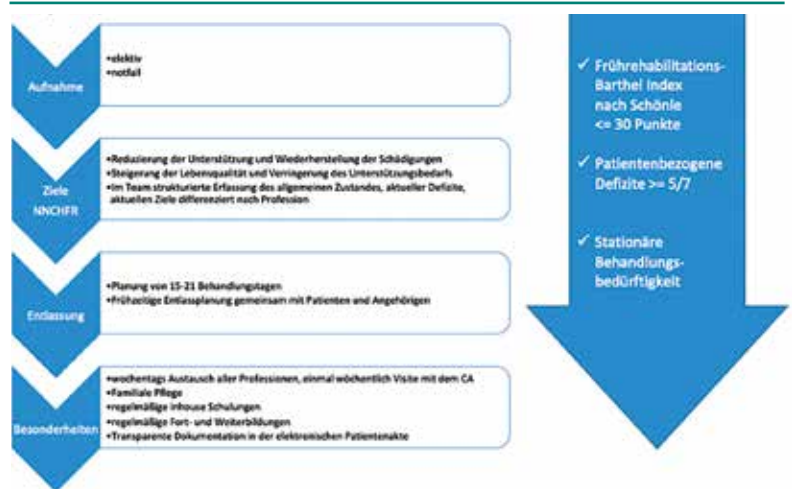 Aufnahme
•elektiv
•notfall
Ziele
NNCHFR
•Reduzierung der Unterstützung und Wiederherstellung der Schädigungen
•Steigerung der Lebensqualität und Verringerung des Unterstützungsbedarfs
•Im Team strukturierte Erfassung des allgemeinen Zustandes, aktueller Defizite,
aktuellen Ziele differenziert nach Profession
Entlassung
•Planung von 15-21 Behandlungstagen
•Frühzeitige Entlassplanung gemeinsam mit Patienten und Angehörigen
Besonderheiten
•wochentags Austausch aller Professionen, einmal wöchentlich Visite mit dem CA
•Familiale Pflege
•regelmäßige Inhouse Schulungen
•regelmäßige Fort- und Weiterbildungen
•Transparente Dokumentation in der elektronischen Patientenakte
✓ Frührehabilitations-
Barthel Index
nach Schönle
<= 30 Punkte
✓ Patientenbezogene
Defizite >= 5/7
✓ Stationäre
Behandlungs-
bedürftigkeit